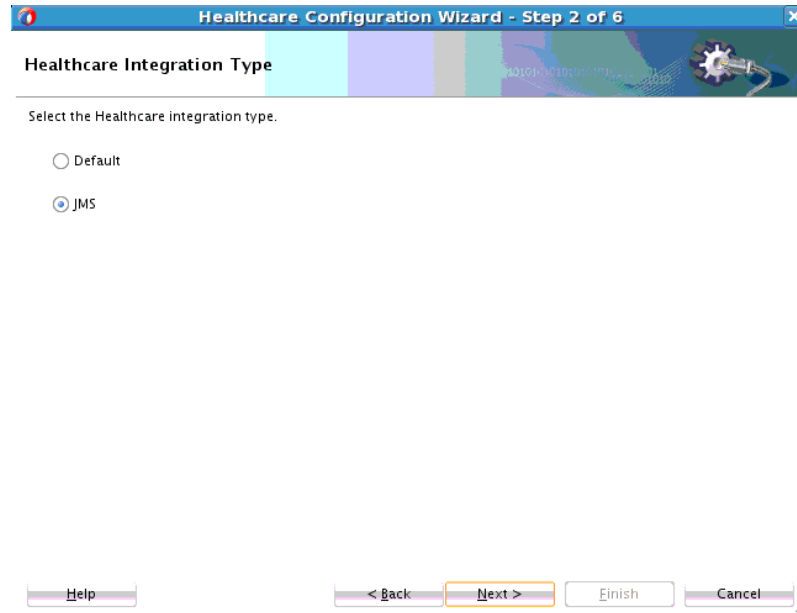 Healthcare Configuration Wizard - Step 2 of 6
Healthcare Integration Type
Select the Healthcare integration type.
Default
JMS
Help
< Back
Next >
Finish
Cancel